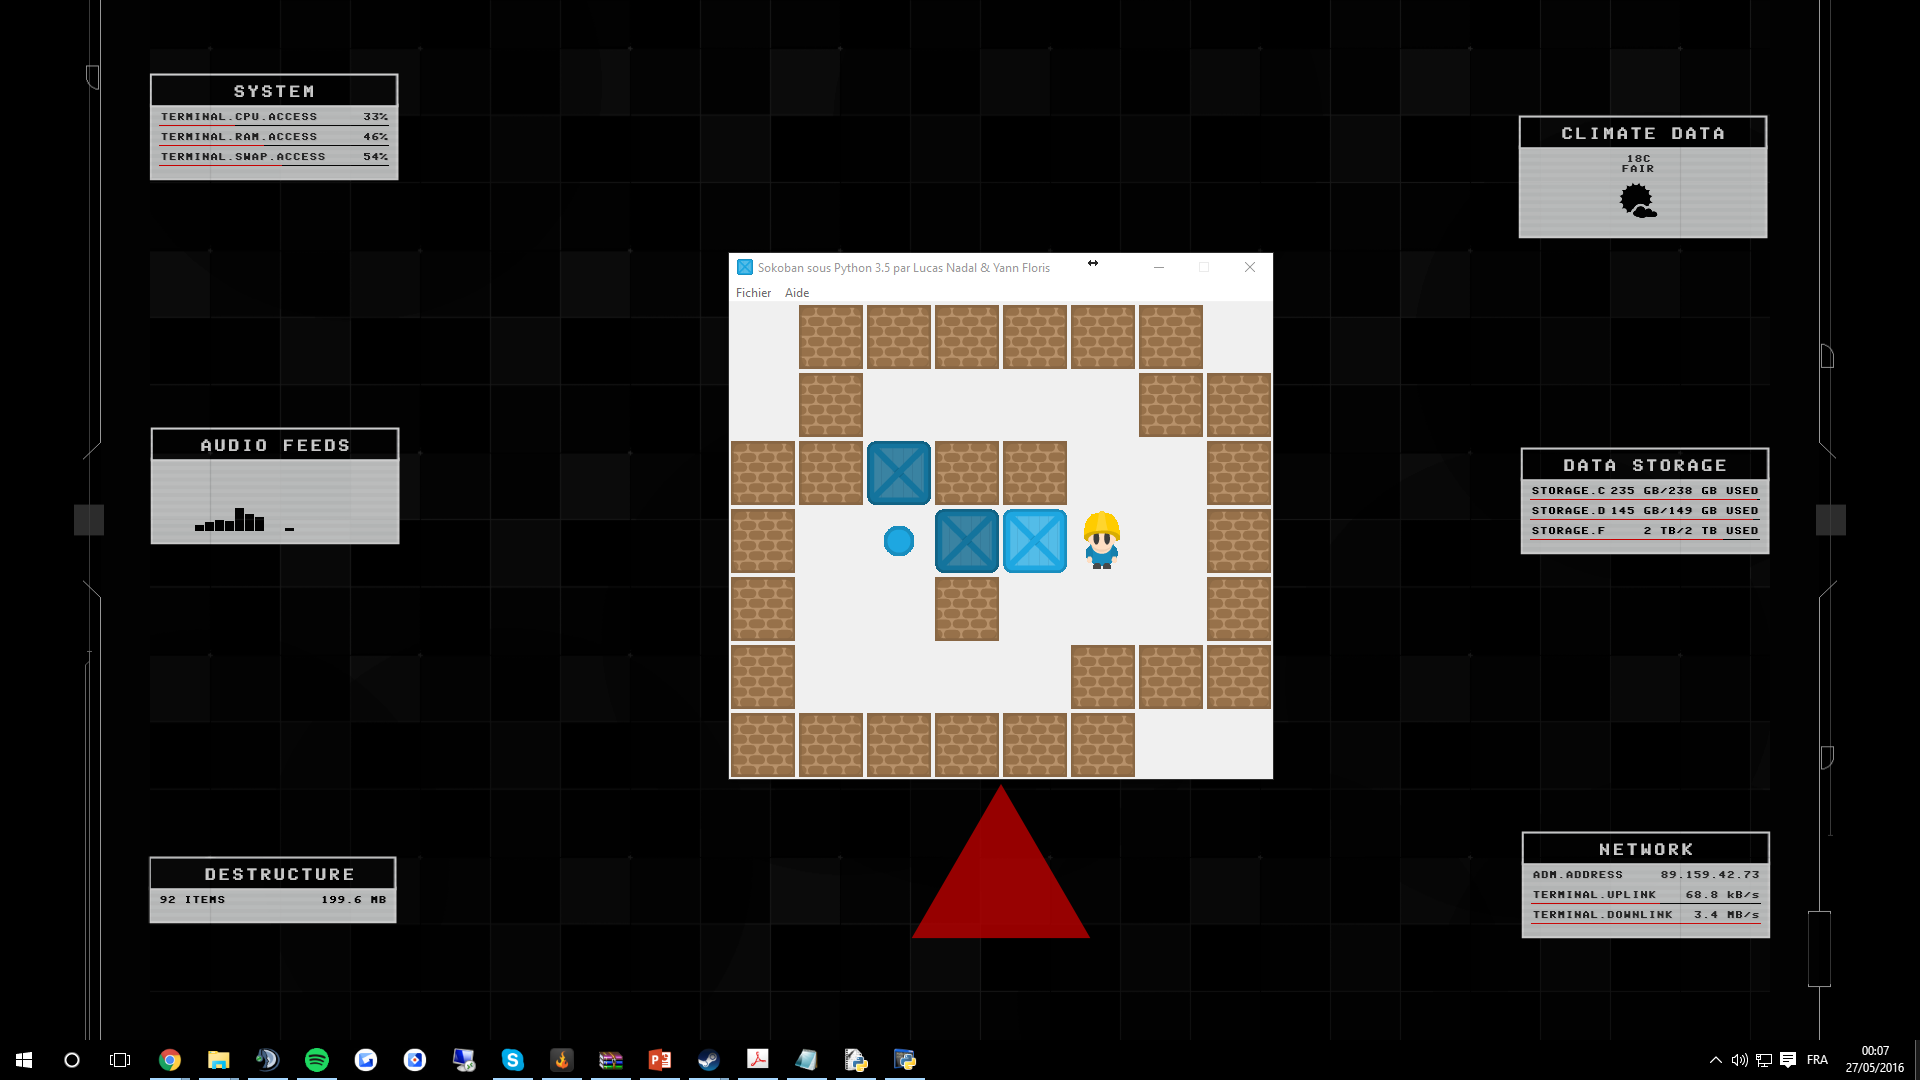 SYSTEM
TERMINAL.CPU.ACCESS 33%
TERMINAL.RAM.ACCESS 46%
TERMINAL.SWAP.ACCESS 54%
CLIMATE DATA
18C
FAIR
Sokoban sous Python 3.5 par Lucas Nadal & Yann Floris
Fichier Aide
AUDIO FEEDS
DATA STORAGE
STORAGE.C 235 GB/238 GB USED
STORAGE.D 145 GB/149 GB USED
STORAGE.F 2 TB/2 TB USED
DESTRUCTURE
92 ITEMS 199.6 MB
NETWORK
ADM.ADDRESS 89.159.42.73
TERMINAL.UPLINK 68.8 kB/s
TERMINAL.DOWNLINK 3.4 MB/s
FRA
00:07
27/05/2016